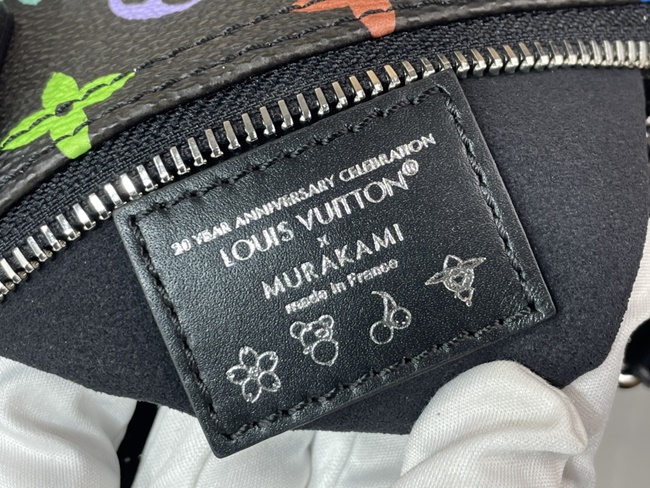 20 YEAR ANNIVERSARY CELEBRATION
LOUIS VUITTON®
x
MURAKAMI
made in France